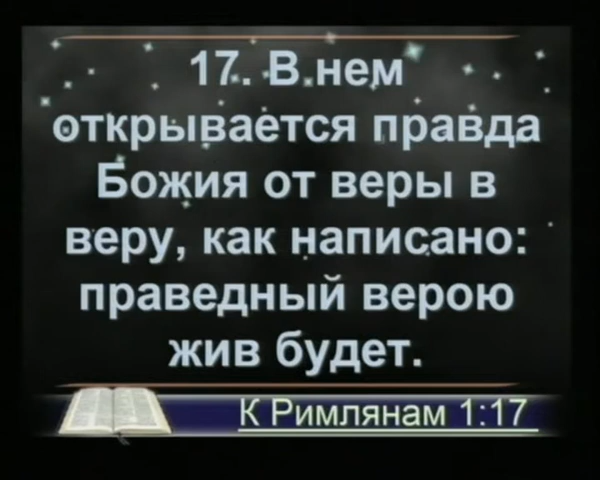 17. В нем
открывается правда
Божия от веры в
веру, как написано:
праведный верою
жив будет.
К Римлянам 1:17